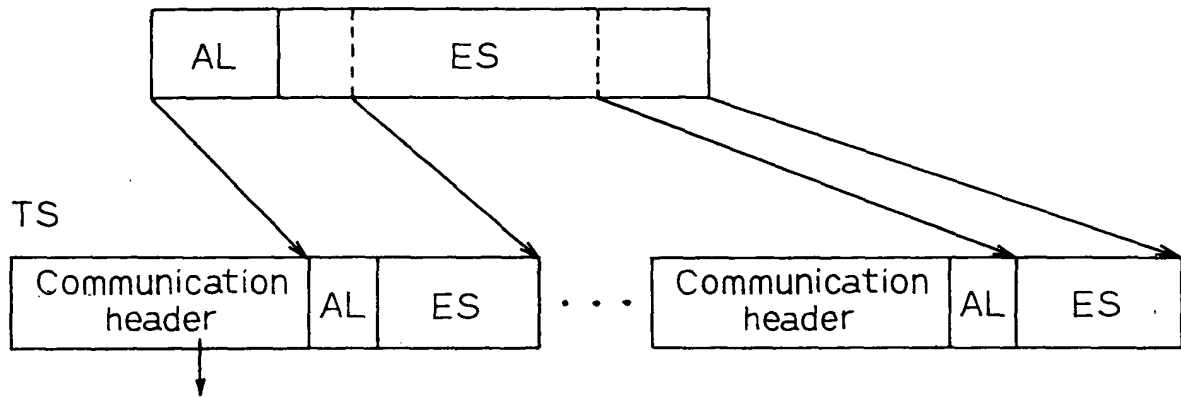 AL ES
TS
Communication header AL ES . . . Communication header AL ES